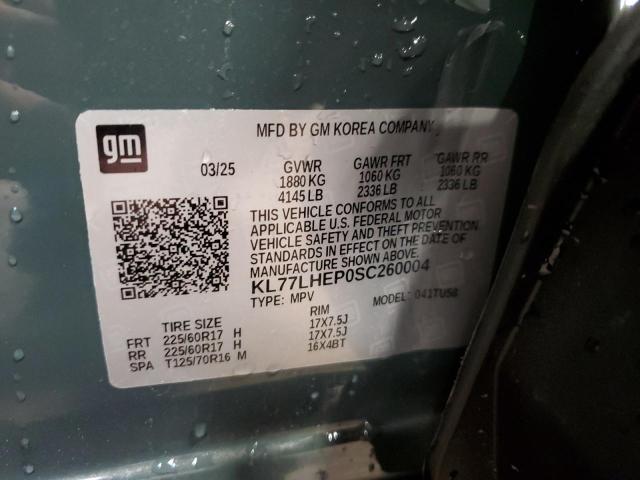 gm
MFD BY GM KOREA COMPANY
03/25 GVWR GAWR FRT GAWR RR
1880 KG 1060 KG 1060 KG
4145 LB 2336 LB 2336 LB
THIS VEHICLE CONFORMS TO ALL
APPLICABLE U.S. FEDERAL MOTOR
VEHICLE SAFETY AND THEFT PREVENTION
STANDARDS IN EFFECT ON THE DATE OF
MANUFACTURE SHOWN ABOVE.
KL77LHEP0SC260004
TYPE: MPV MODEL: 041TU58
TIRE SIZE RIM
FRT 225/60R17 H 17X7.5J
RR 225/60R17 H 17X7.5J
SPA T125/70R16 M 16X4BT